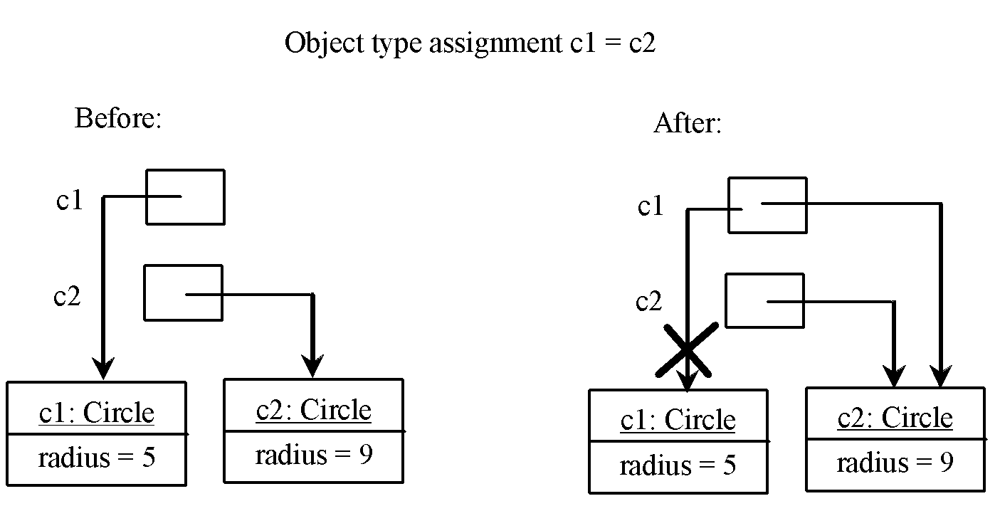 Object type assignment c1 = c2
Before:
c1
c2
c1: Circle
radius = 5
c2: Circle
radius = 9
After:
c1
c2
c1: Circle
radius = 5
c2: Circle
radius = 9